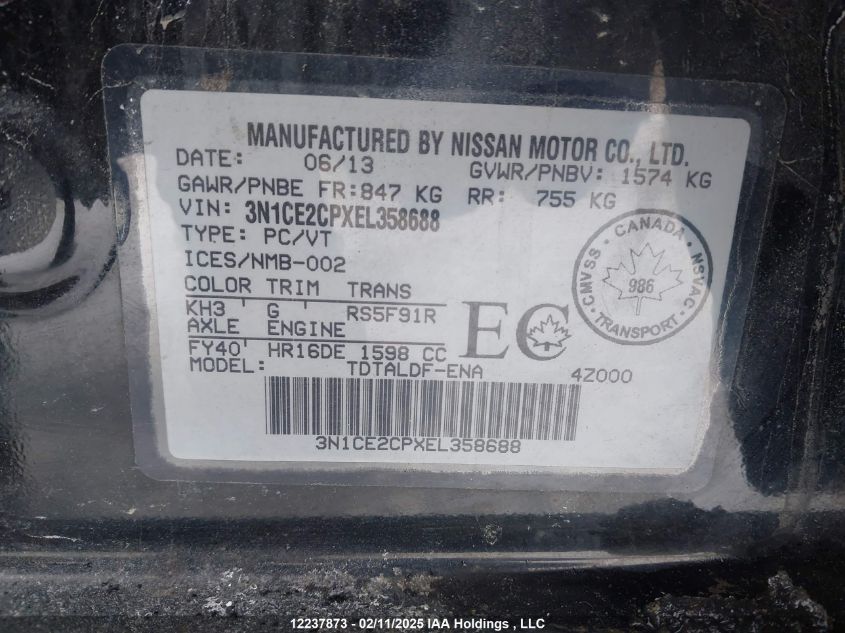 MANUFACTURED BY NISSAN MOTOR CO., LTD.
DATE: 06/13 GVWR/PNBV: 1574 KG
GAWR/PNBE FR: 847 KG RR: 755 KG
VIN: 3N1CE2CPXEL358688
TYPE: PC/VT
ICES/NMB-002
COLOR TRIM TRANS
KH3 ' G ' RS5F91R
AXLE ENGINE
FY40' HR16DE 1598 CC
MODEL: TDTALDF-ENA 4Z000
EC
CMVSS · CANADA · NSVAC
986
TRANSPORT
3N1CE2CPXEL358688
12237873 - 02/11/2025 IAA Holdings , LLC